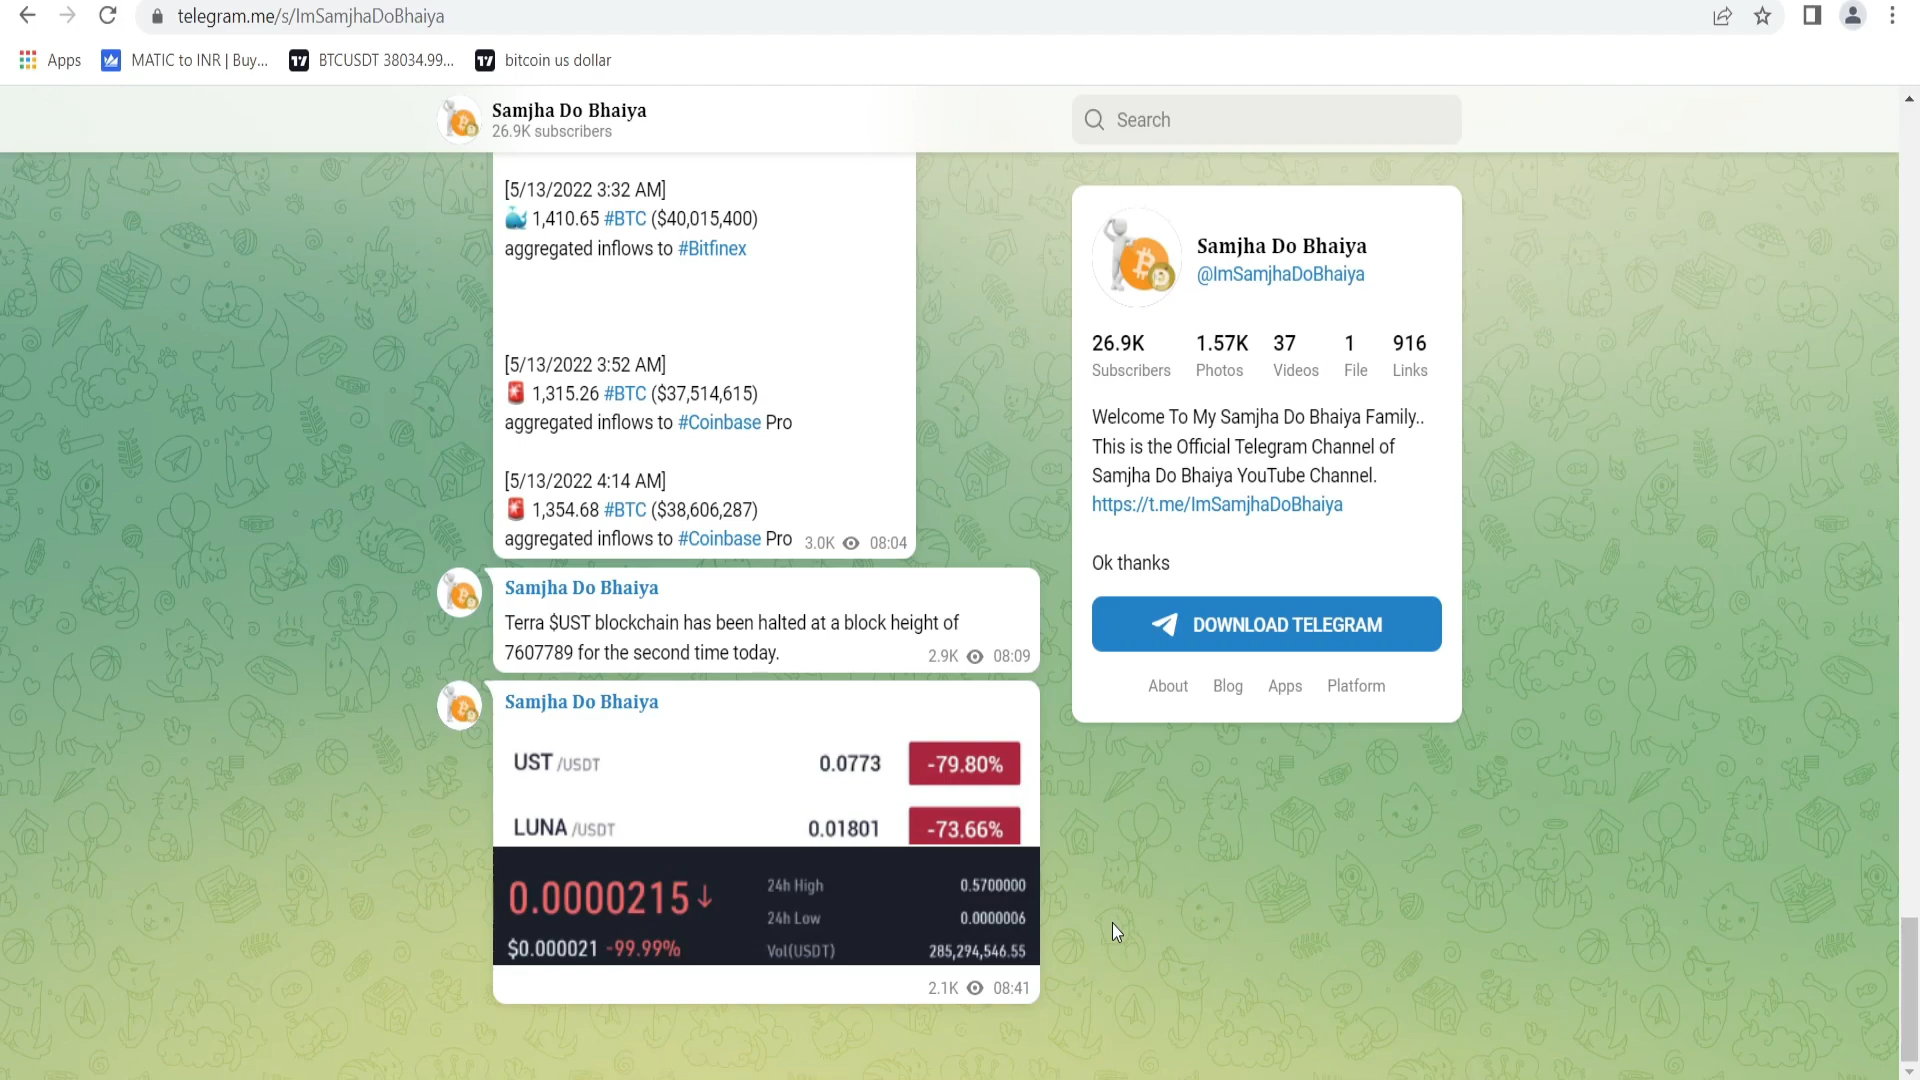 telegram.me/s/ImSamjhaDoBhaiya
Apps
MATIC to INR | Buy...
BTCUSDT 38034.99...
bitcoin us dollar
Samjha Do Bhaiya
26.9K subscribers
Search
[5/13/2022 3:32 AM]
1,410.65 #BTC ($40,015,400)
aggregated inflows to #Bitfinex
[5/13/2022 3:52 AM]
1,315.26 #BTC ($37,514,615)
aggregated inflows to #Coinbase Pro
[5/13/2022 4:14 AM]
1,354.68 #BTC ($38,606,287)
aggregated inflows to #Coinbase Pro
3.0K 08:04
Samjha Do Bhaiya
Terra $UST blockchain has been halted at a block height of
7607789 for the second time today.
2.9K 08:09
Samjha Do Bhaiya
UST /USDT 0.0773 -79.80%
LUNA /USDT 0.01801 -73.66%
0.0000215↓
$0.000021 -99.99%
24h High 0.5700000
24h Low 0.0000006
Vol(USDT) 285,294,546.55
2.1K 08:41
Samjha Do Bhaiya
@ImSamjhaDoBhaiya
26.9K 1.57K 37 1 916
Subscribers Photos Videos File Links
Welcome To My Samjha Do Bhaiya Family..
This is the Official Telegram Channel of
Samjha Do Bhaiya YouTube Channel.
https://t.me/ImSamjhaDoBhaiya
Ok thanks
DOWNLOAD TELEGRAM
About Blog Apps Platform